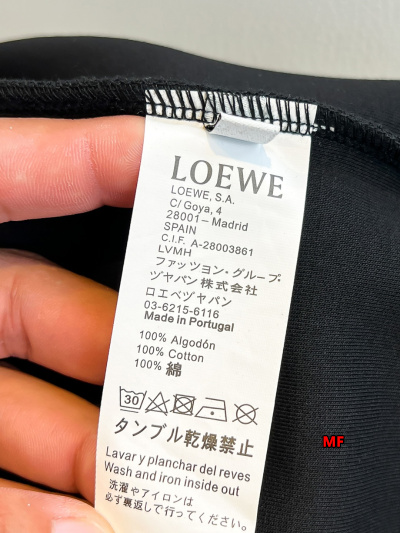 LOEWE
LOEWE, S.A.
C/ Goya, 4
28001 - Madrid
SPAIN
C.I.F. A-28003861
LVMH
ファッツョン・グループ・
ヅャパン株式会社
ロエベヅャパン
03-6215-6116
Made in Portugal
100% Algodón
100% Cotton
100% 綿
30
タンブル乾燥禁止
Lavar y planchar del reves
Wash and iron inside out
洗濯やアイロンは
必ず裏返しで行ってください。
MF